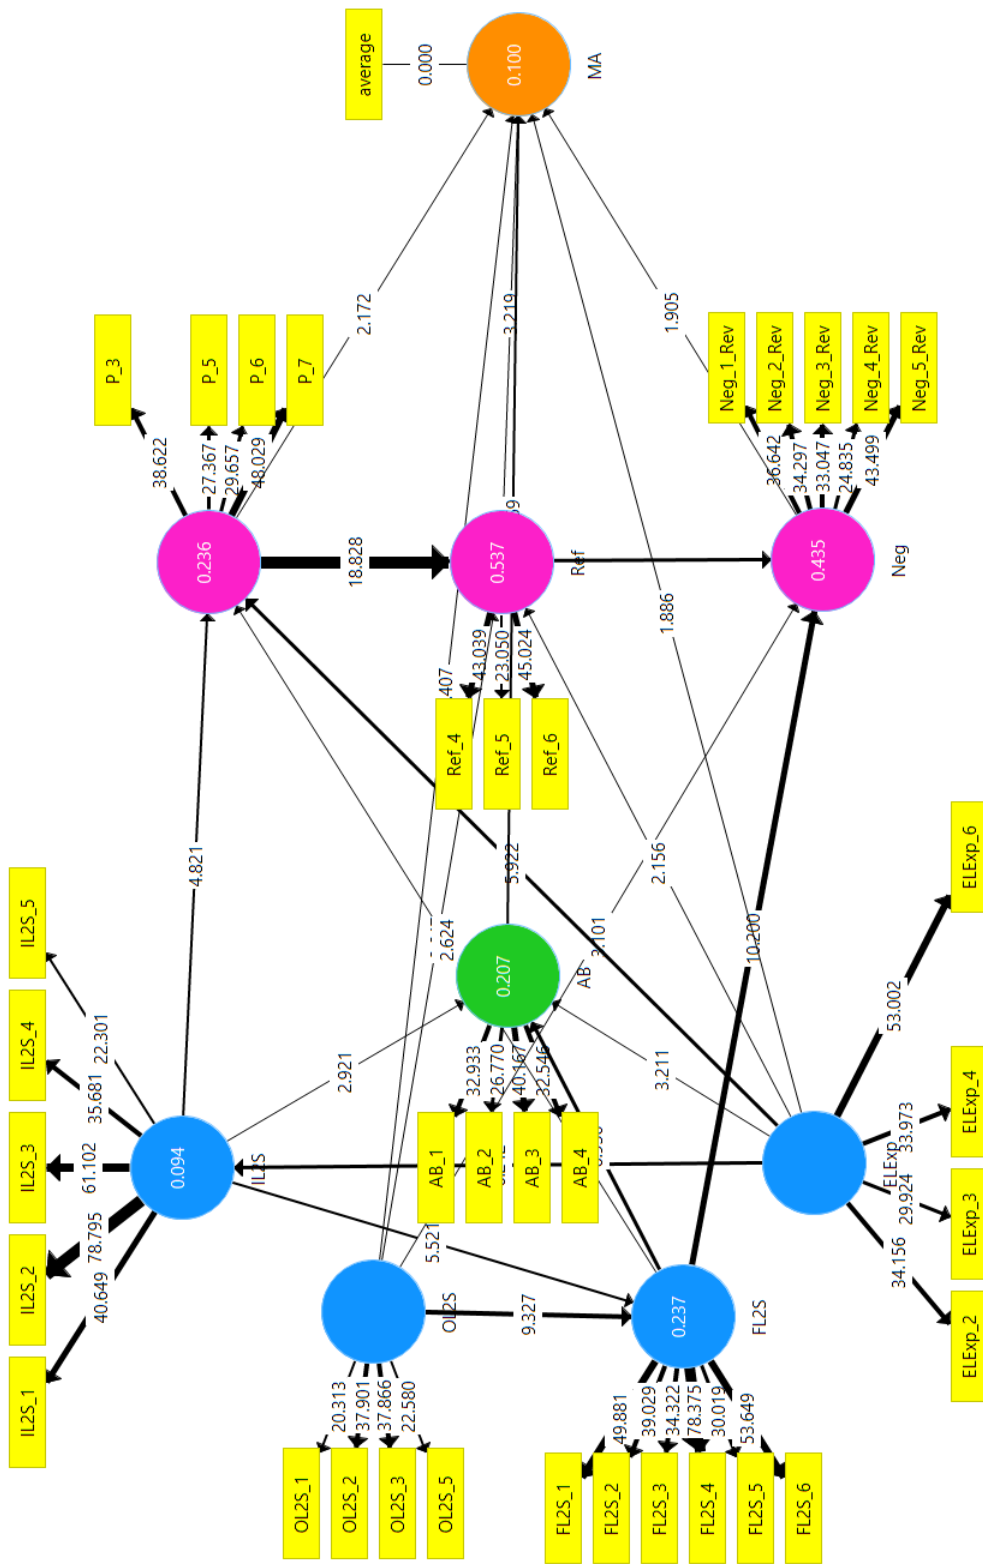 average
0.000
0.100
MA
P_3
P_5
P_6
P_7
38.622
27.367
29.657
48.029
2.172
3.219
1.905
Neg_1_Rev
Neg_2_Rev
Neg_3_Rev
Neg_4_Rev
Neg_5_Rev
36.642
34.297
33.047
24.835
43.499
0.236
18.828
0.537
Ref
0.435
Neg
1.886
43.039
23.050
45.024
Ref_4
Ref_5
Ref_6
4.821
5.922
2.156
2.624
3.101
10.200
IL2S_5
IL2S_4
IL2S_3
IL2S_2
IL2S_1
22.301
35.681
61.102
78.795
40.649
0.094
IL2S
2.921
0.207
AB
3.211
32.933
26.770
40.167
32.546
AB_1
AB_2
AB_3
AB_4
ELExp
ELExp_6
ELExp_4
ELExp_3
ELExp_2
53.002
33.973
29.924
34.156
5.521
OL2S
9.327
0.237
FL2S
20.313
37.901
37.866
22.580
OL2S_1
OL2S_2
OL2S_3
OL2S_5
49.881
39.029
34.322
78.375
30.019
53.649
FL2S_1
FL2S_2
FL2S_3
FL2S_4
FL2S_5
FL2S_6